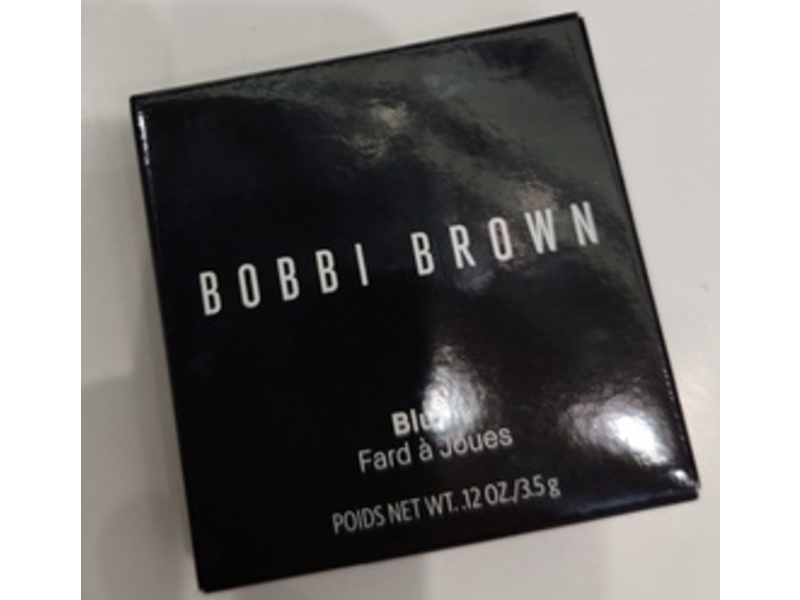 BOBBI BROWN
Fard à Joues
POIDS NET WT. .12 OZ./3.5 g